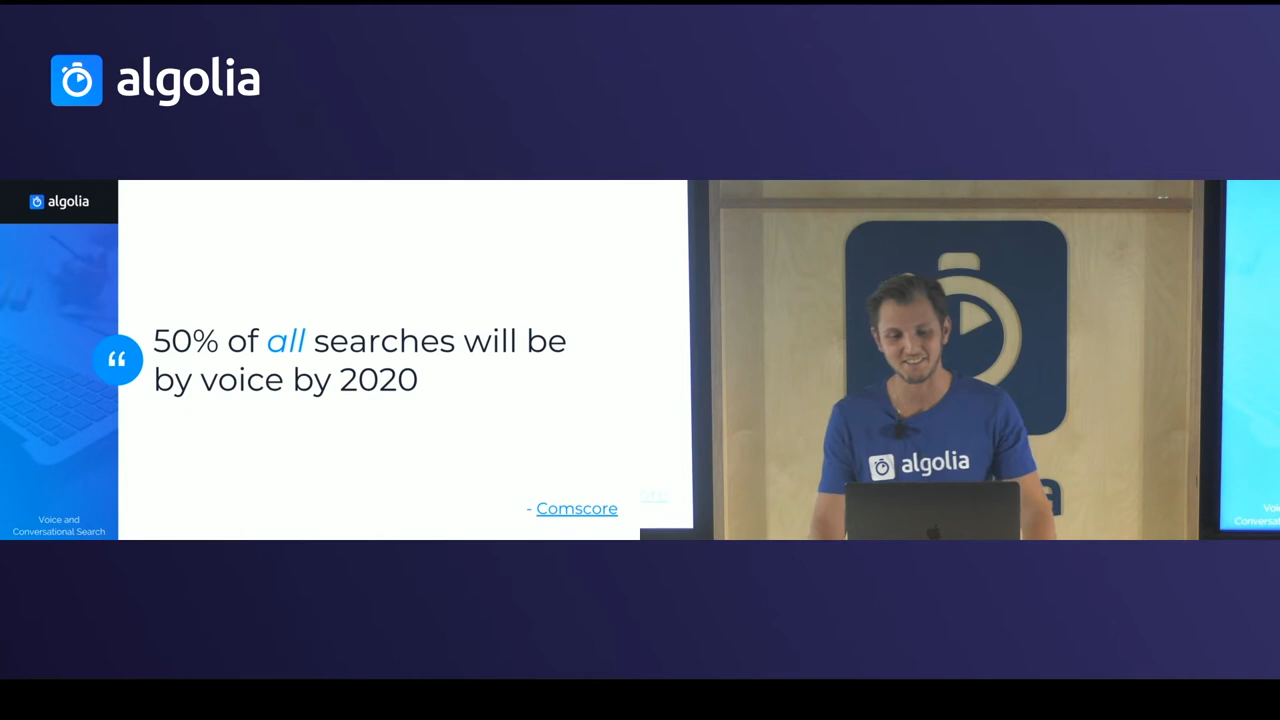 algolia
algolia
“
50% of all searches will be
by voice by 2020
- Comscore
Voice and
Conversational Search
algolia